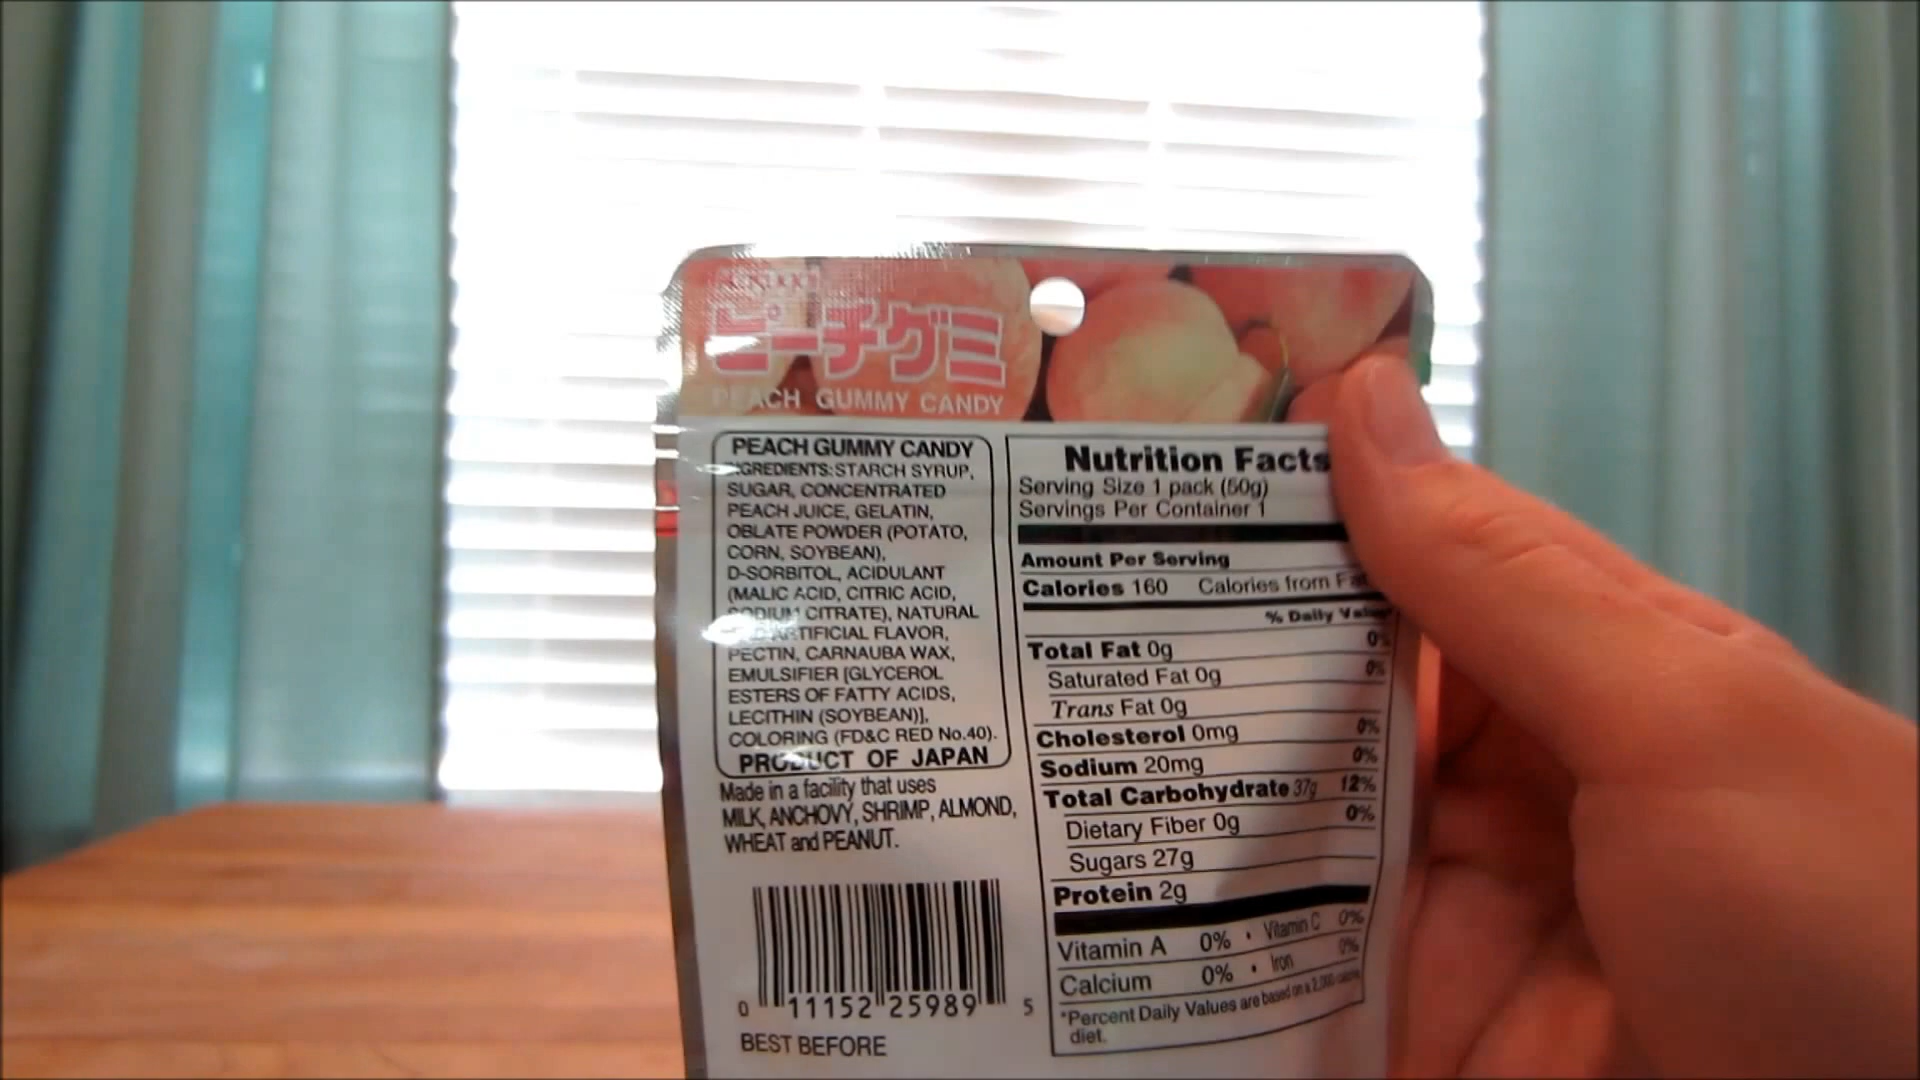 ピーチグミ
PEACH GUMMY CANDY
PEACH GUMMY CANDY
INGREDIENTS: STARCH SYRUP,
SUGAR, CONCENTRATED
PEACH JUICE, GELATIN,
OBLATE POWDER (POTATO,
CORN, SOYBEAN),
D-SORBITOL, ACIDULANT
(MALIC ACID, CITRIC ACID,
SODIUM CITRATE), NATURAL
ARTIFICIAL FLAVOR,
PECTIN, CARNAUBA WAX,
EMULSIFIER [GLYCEROL
ESTERS OF FATTY ACIDS,
LECITHIN (SOYBEAN)],
COLORING (FD&C RED No.40).
PRODUCT OF JAPAN
Made in a facility that uses
MILK, ANCHOVY, SHRIMP, ALMOND,
WHEAT and PEANUT.
0 11152 25989 5
BEST BEFORE
Nutrition Facts
Serving Size 1 pack (50g)
Servings Per Container 1
Amount Per Serving
Calories 160 Calories from Fat
% Daily Value*
Total Fat 0g 0%
Saturated Fat 0g 0%
Trans Fat 0g
Cholesterol 0mg 0%
Sodium 20mg 0%
Total Carbohydrate 37g 12%
Dietary Fiber 0g 0%
Sugars 27g
Protein 2g
Vitamin A 0% • Vitamin C 0%
Calcium 0% • Iron 0%
*Percent Daily Values are based on a 2,000 calorie
diet.